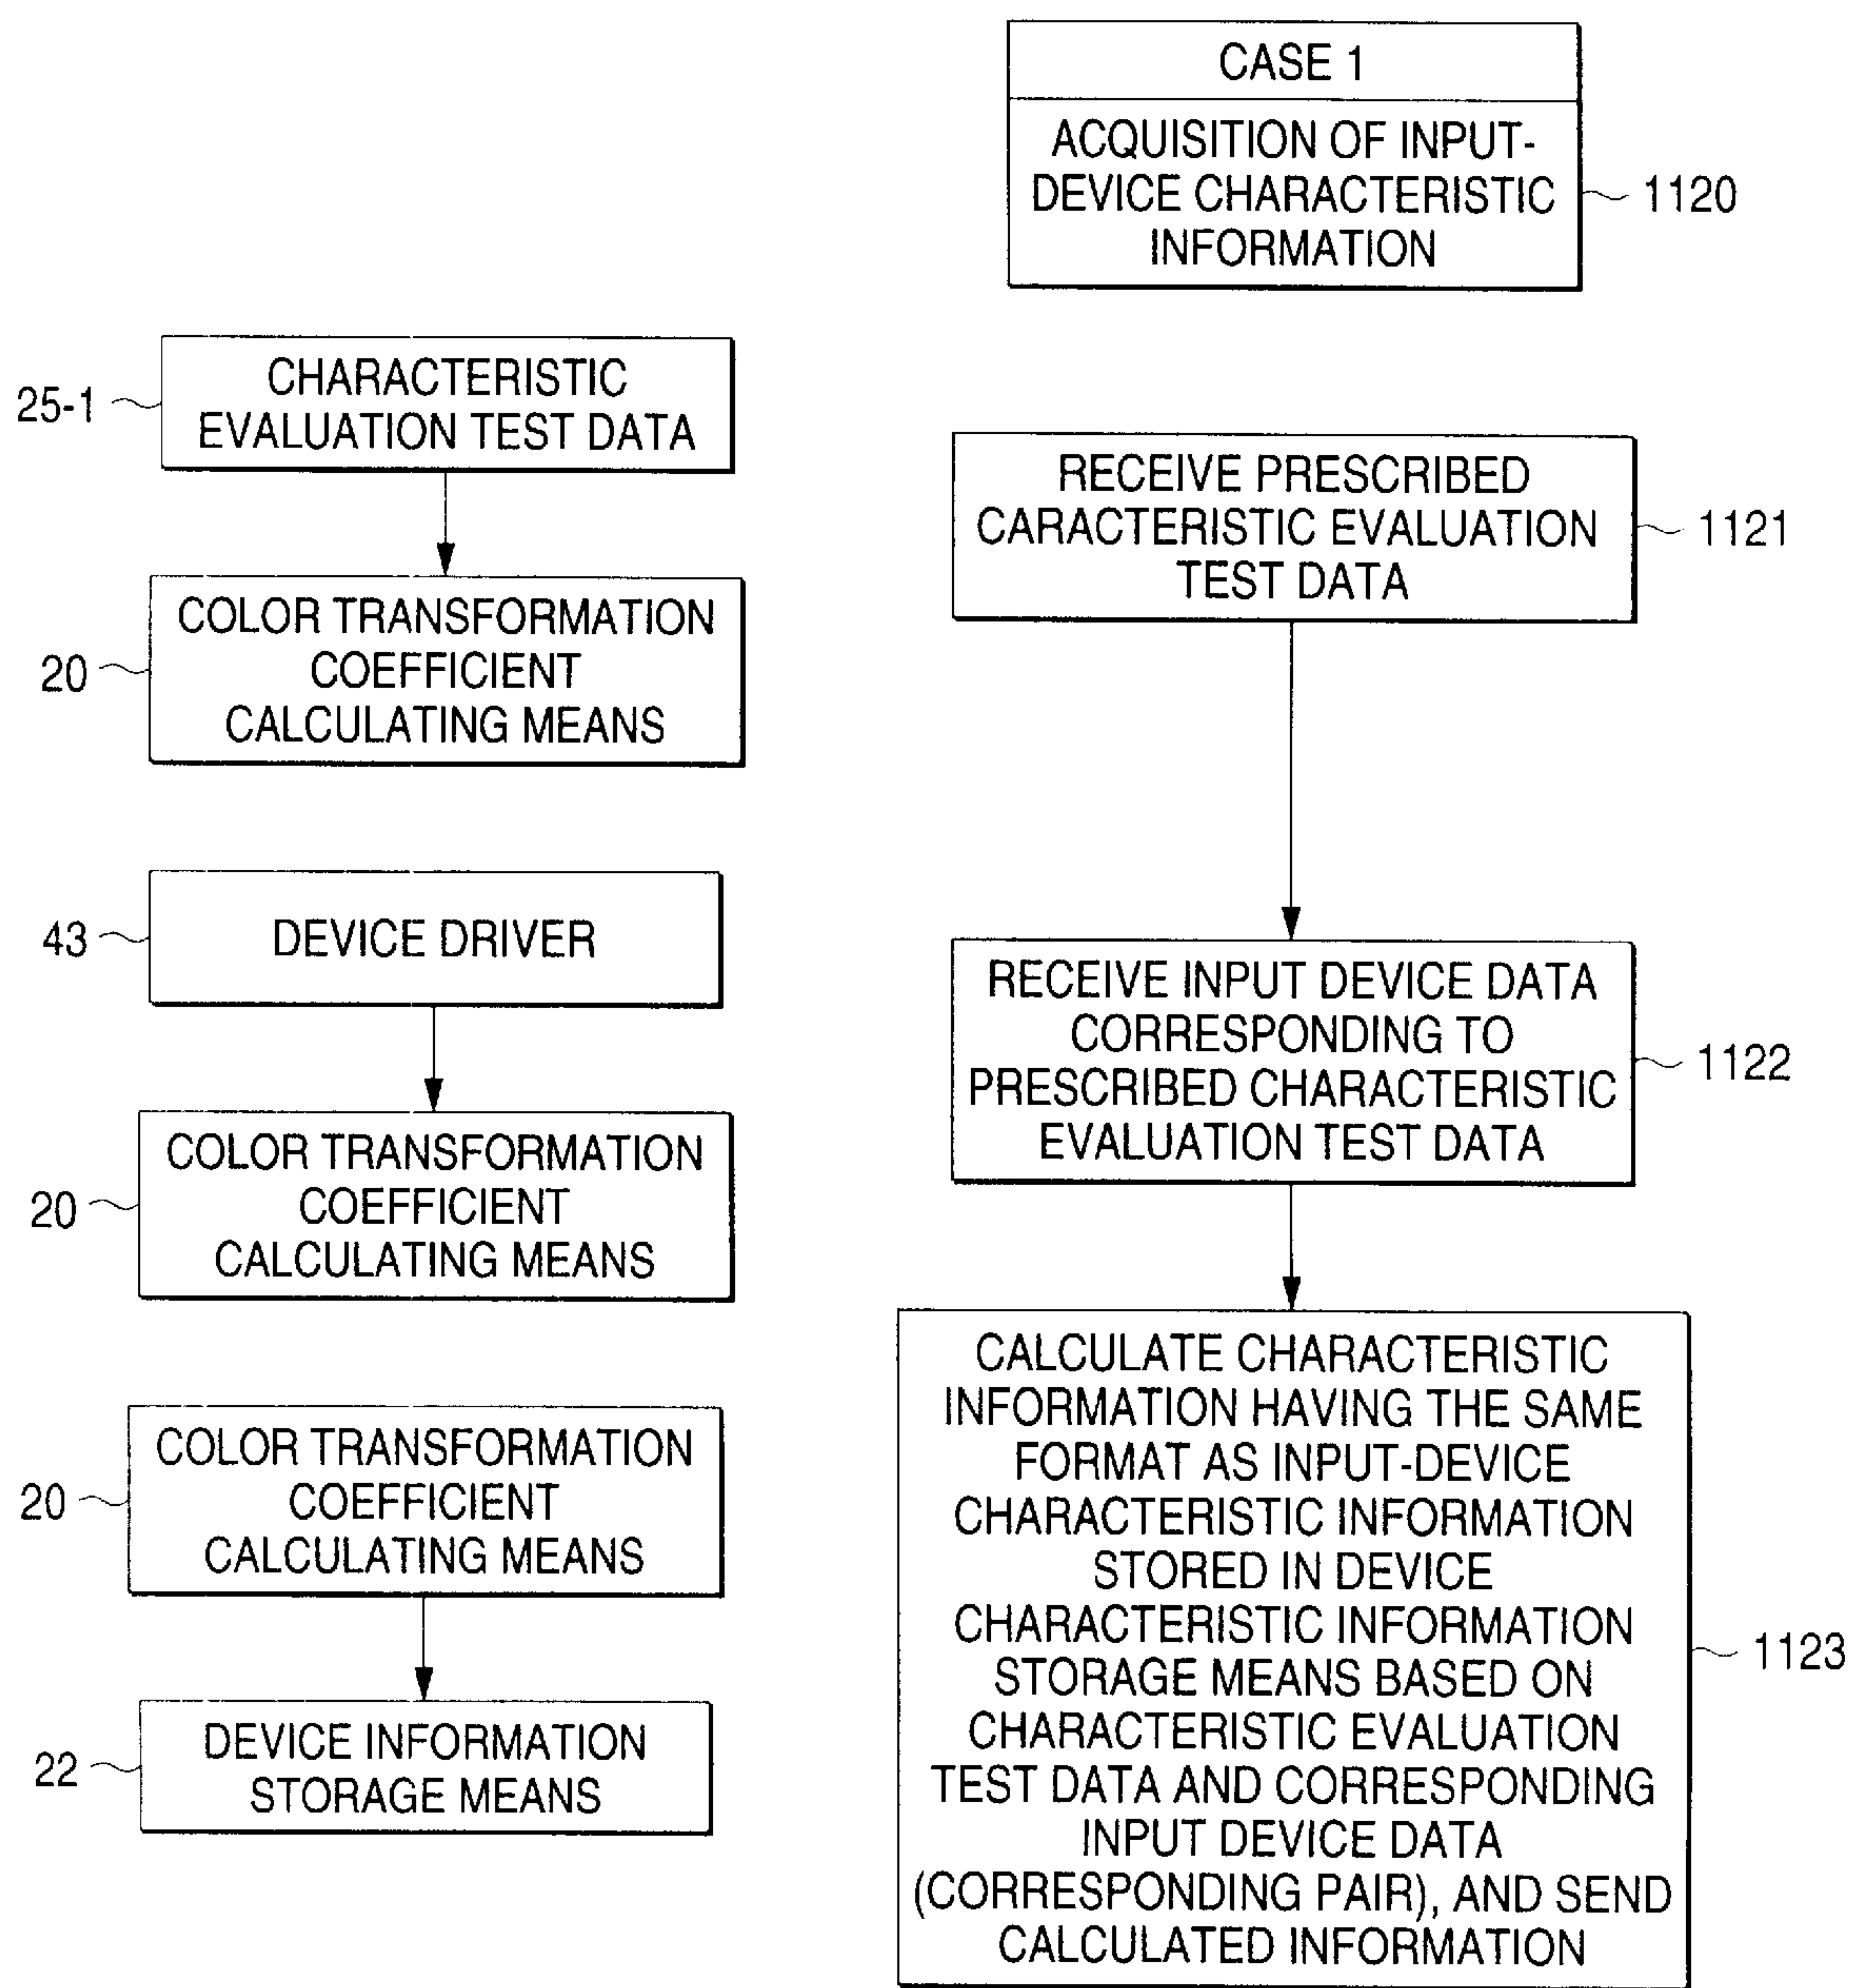 CASE 1
ACQUISITION OF INPUT-
DEVICE CHARACTERISTIC
INFORMATION
1120
25-1
CHARACTERISTIC
EVALUATION TEST DATA
20
COLOR TRANSFORMATION
COEFFICIENT
CALCULATING MEANS
RECEIVE PRESCRIBED
CARACTERISTIC EVALUATION
TEST DATA
1121
43
DEVICE DRIVER
20
COLOR TRANSFORMATION
COEFFICIENT
CALCULATING MEANS
RECEIVE INPUT DEVICE DATA
CORRESPONDING TO
PRESCRIBED CHARACTERISTIC
EVALUATION TEST DATA
1122
20
COLOR TRANSFORMATION
COEFFICIENT
CALCULATING MEANS
22
DEVICE INFORMATION
STORAGE MEANS
CALCULATE CHARACTERISTIC
INFORMATION HAVING THE SAME
FORMAT AS INPUT-DEVICE
CHARACTERISTIC INFORMATION
STORED IN DEVICE
CHARACTERISTIC INFORMATION
STORAGE MEANS BASED ON
CHARACTERISTIC EVALUATION
TEST DATA AND CORRESPONDING
INPUT DEVICE DATA
(CORRESPONDING PAIR), AND SEND
CALCULATED INFORMATION
1123